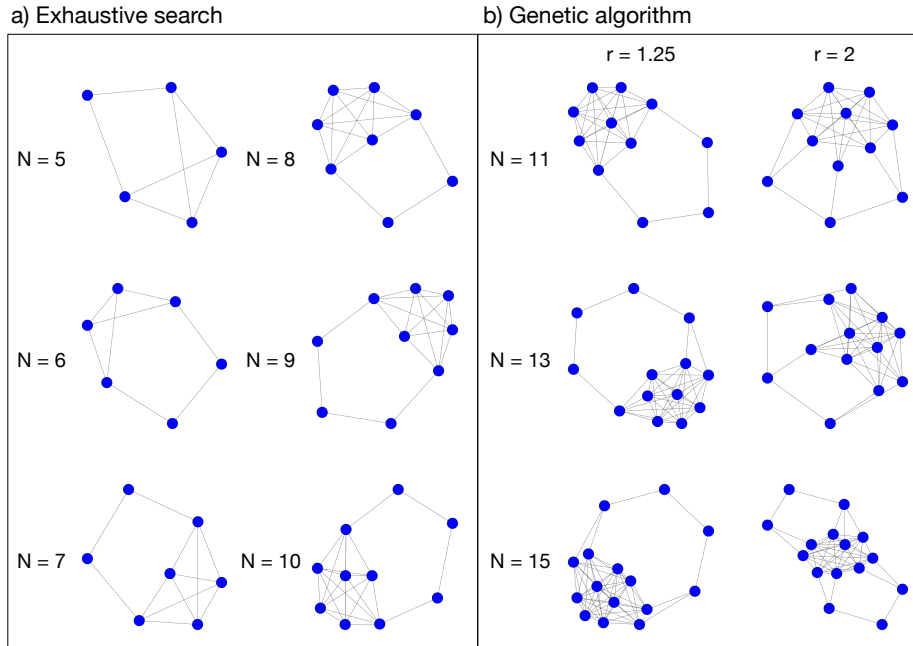 a) Exhaustive search
b) Genetic algorithm
r = 1.25
r = 2
N = 5
N = 8
N = 11
N = 6
N = 9
N = 13
N = 7
N = 10
N = 15